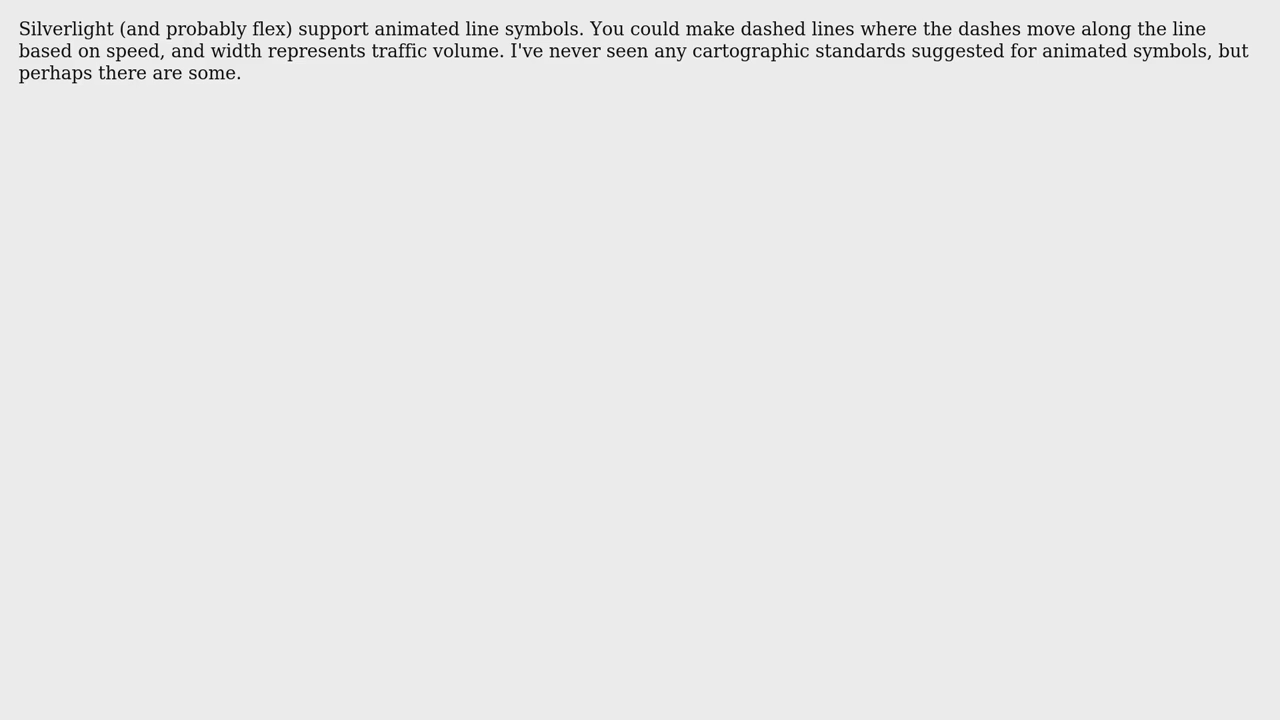 Silverlight (and probably flex) support animated line symbols. You could make dashed lines where the dashes move along the line
based on speed, and width represents traffic volume. I've never seen any cartographic standards suggested for animated symbols, but
perhaps there are some.